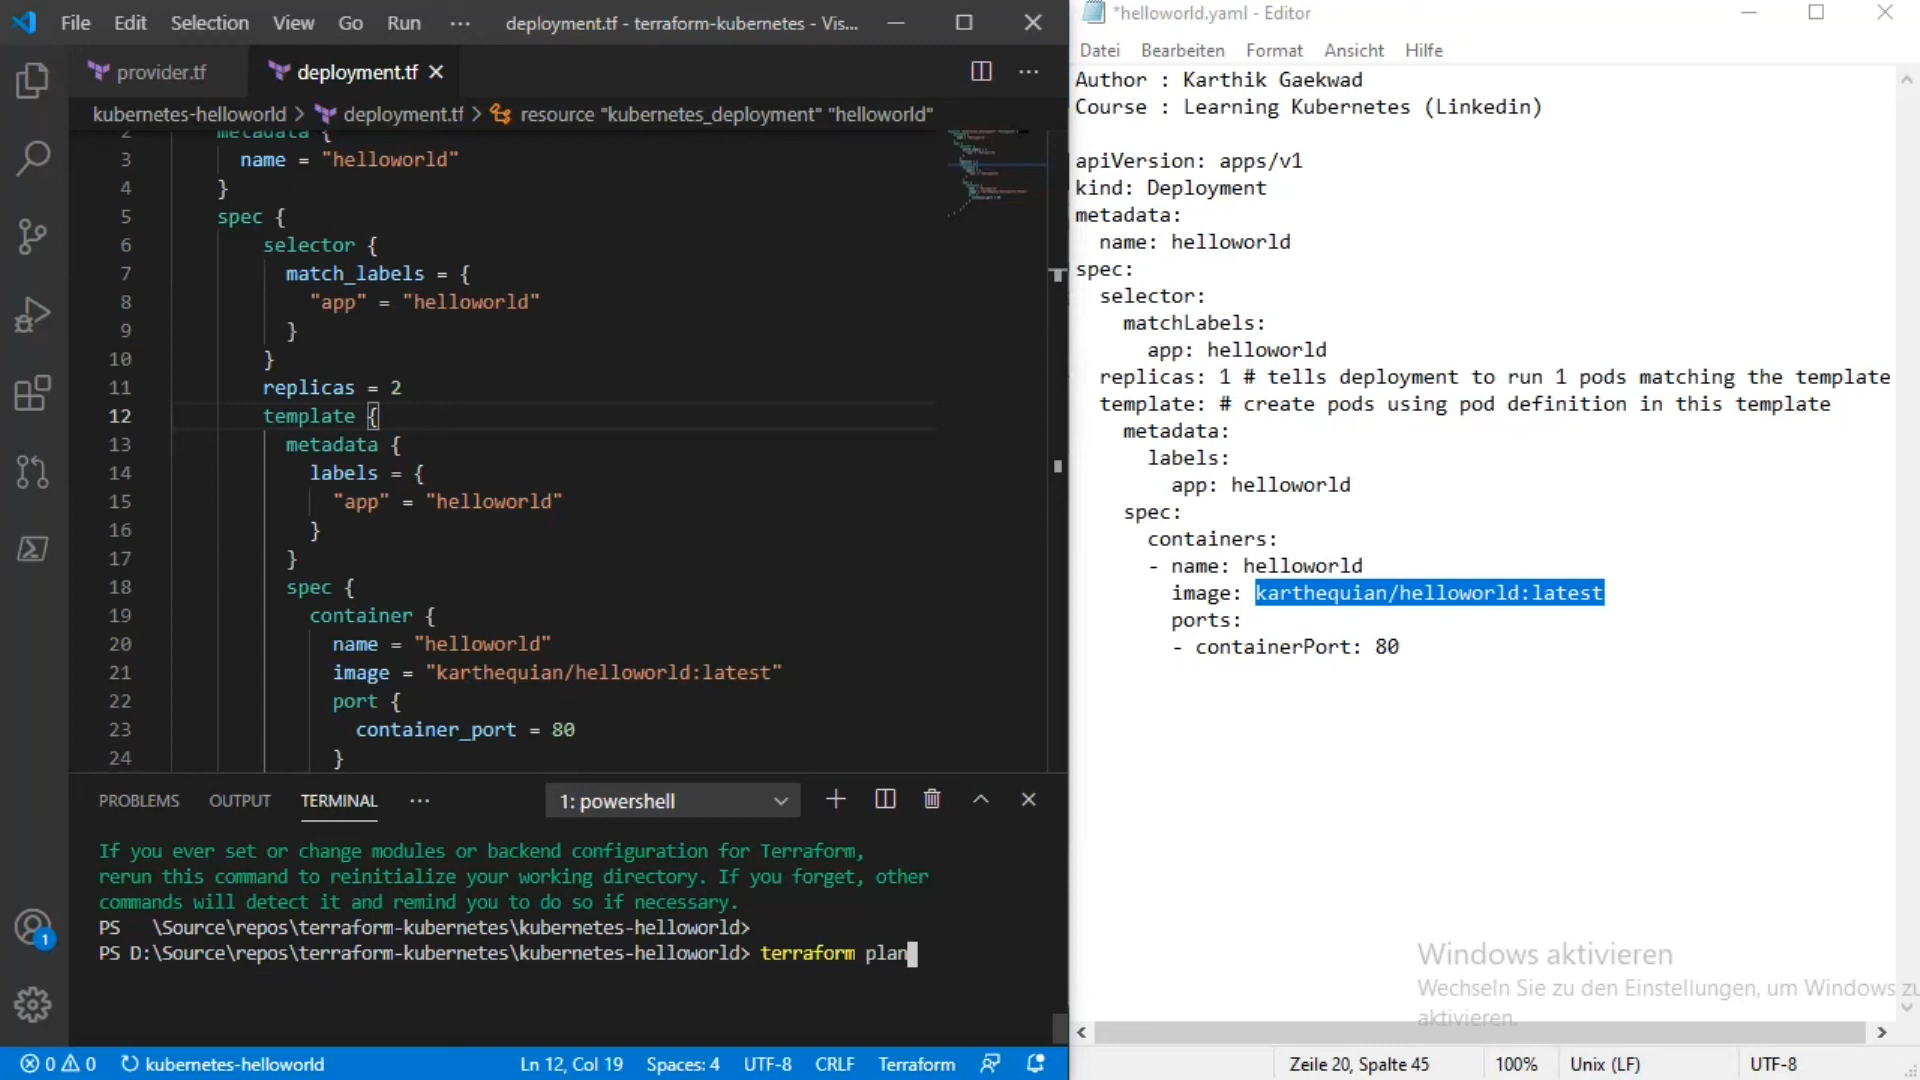 File Edit Selection View Go Run ··· deployment.tf - terraform-kubernetes - Vis...
provider.tf deployment.tf
kubernetes-helloworld > deployment.tf > resource "kubernetes_deployment" "helloworld"
2 metadata {
3 name = "helloworld"
4 }
5 spec {
6 selector {
7 match_labels = {
8 "app" = "helloworld"
9 }
10 }
11 replicas = 2
12 template {
13 metadata {
14 labels = {
15 "app" = "helloworld"
16 }
17 }
18 spec {
19 container {
20 name = "helloworld"
21 image = "karthequian/helloworld:latest"
22 port {
23 container_port = 80
24 }
PROBLEMS OUTPUT TERMINAL ··· 1: powershell
If you ever set or change modules or backend configuration for Terraform,
rerun this command to reinitialize your working directory. If you forget, other
commands will detect it and remind you to do so if necessary.
PS \Source\repos\terraform-kubernetes\kubernetes-helloworld>
PS D:\Source\repos\terraform-kubernetes\kubernetes-helloworld> terraform plan
1
0 0 kubernetes-helloworld Ln 12, Col 19 Spaces: 4 UTF-8 CRLF Terraform
*helloworld.yaml - Editor
Datei Bearbeiten Format Ansicht Hilfe
Author : Karthik Gaekwad
Course : Learning Kubernetes (Linkedin)
apiVersion: apps/v1
kind: Deployment
metadata:
name: helloworld
spec:
selector:
matchLabels:
app: helloworld
replicas: 1 # tells deployment to run 1 pods matching the template
template: # create pods using pod definition in this template
metadata:
labels:
app: helloworld
spec:
containers:
- name: helloworld
image: karthequian/helloworld:latest
ports:
- containerPort: 80
Windows aktivieren
Wechseln Sie zu den Einstellungen, um Windows zu
aktivieren.
Zeile 20, Spalte 45 100% Unix (LF) UTF-8